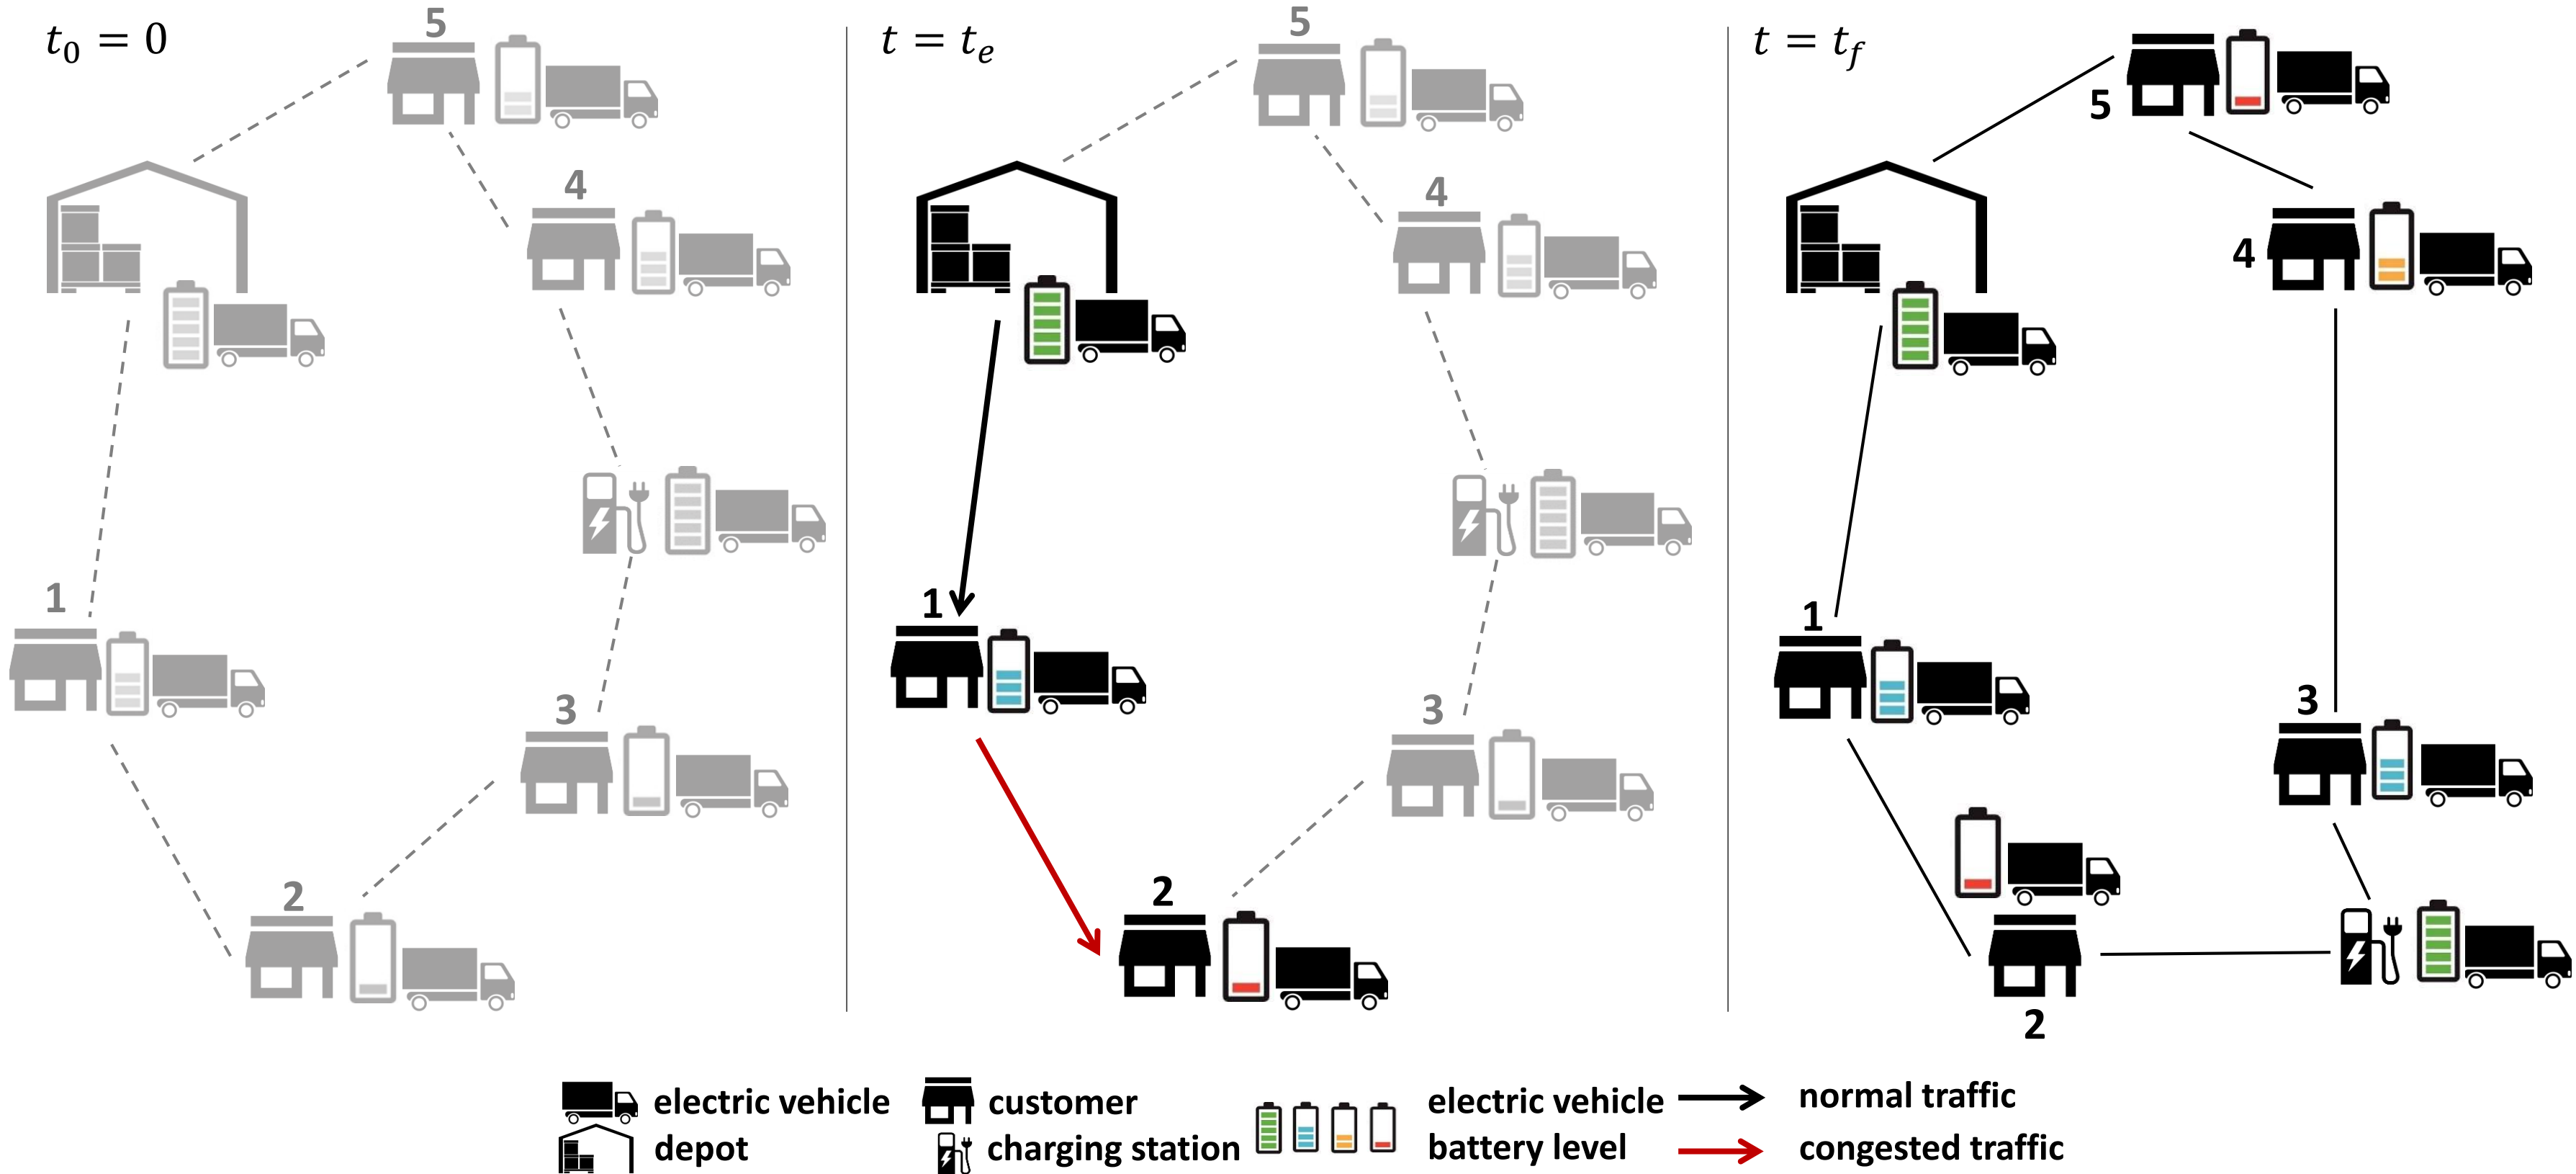 t₀ = 0
5
4
1
3
2
t = tₑ
5
4
1
3
2
t = t_f
5
4
1
3
2
electric vehicle
depot
customer
charging station
electric vehicle
battery level
normal traffic
congested traffic